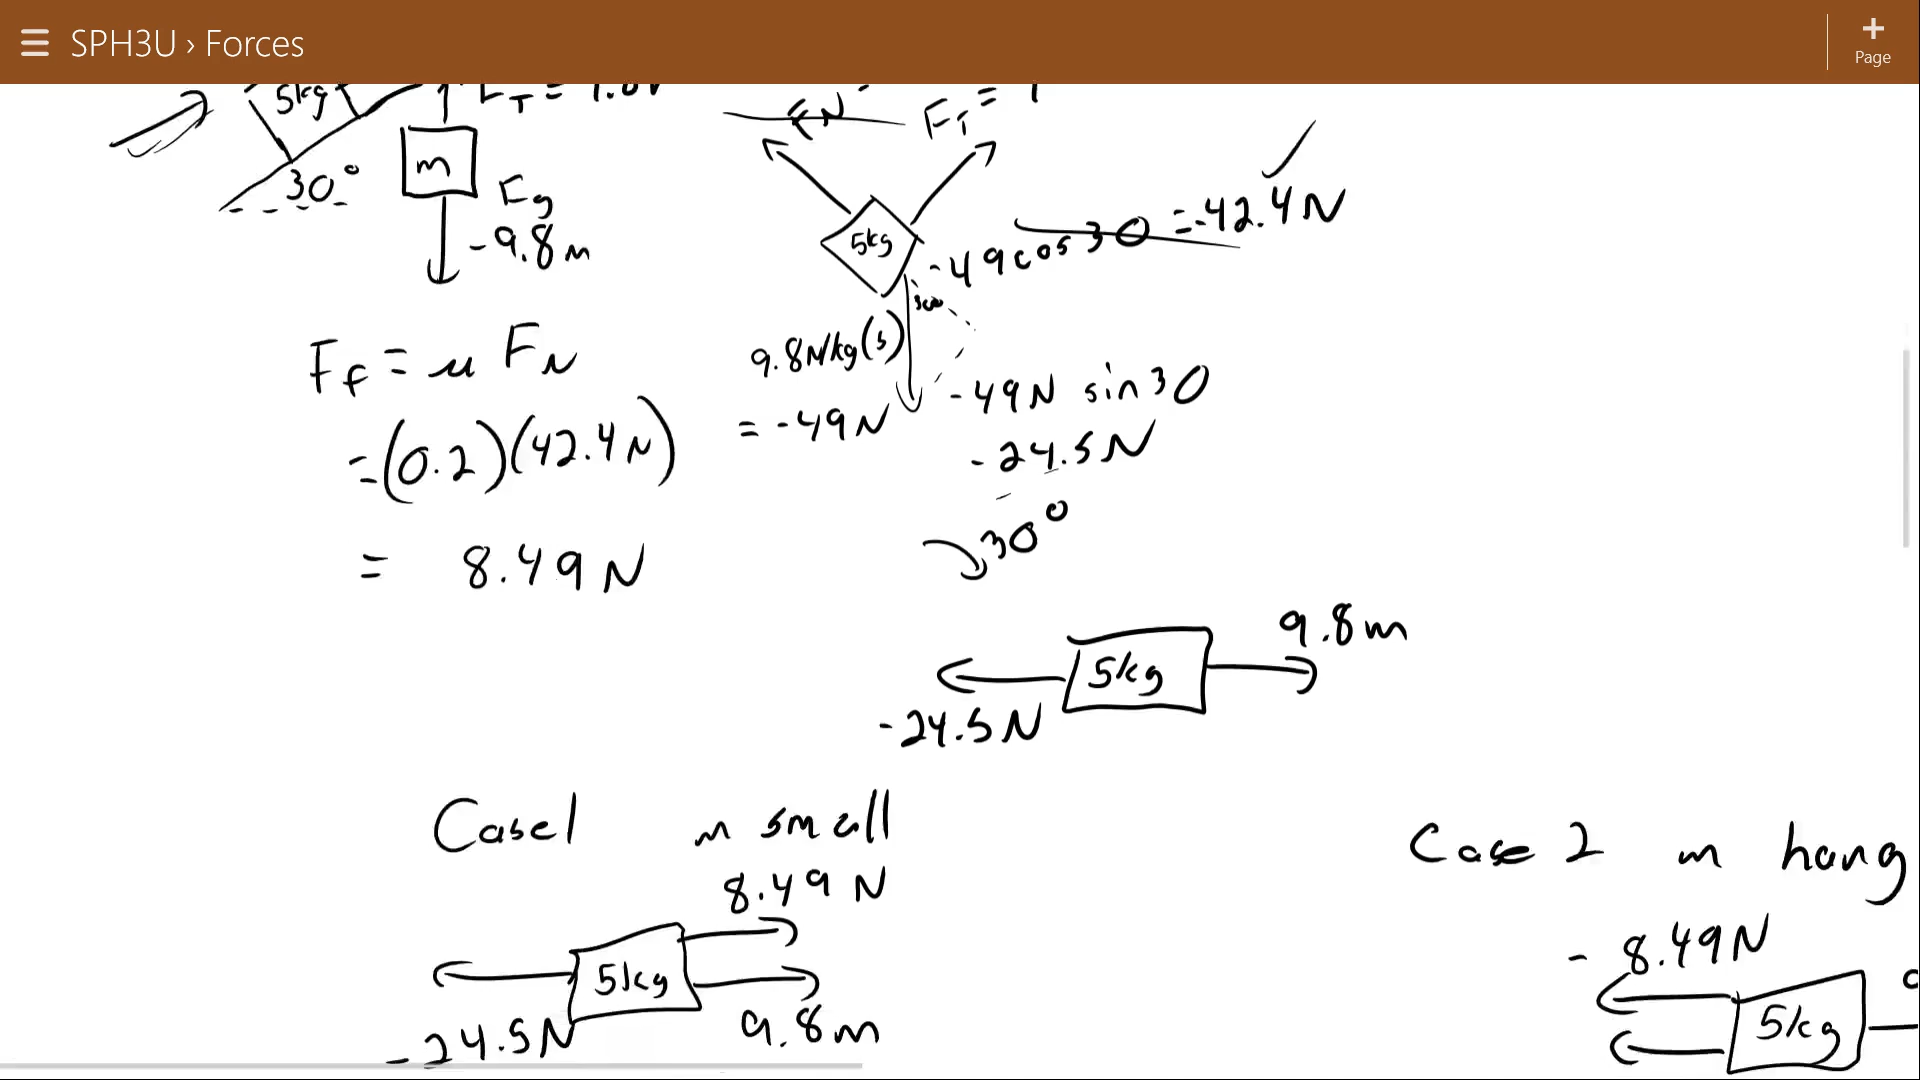 SPH3U › Forces
+
Page
5kg
30°
m
Fg
-9.8m
FN
FT =
5kg
-49cos30 = -42.4N
9.8N/kg(5)
= -49N
-49N sin30
-24.5N
30°
Ff = μ FN
=(0.2)(42.4N)
= 8.49N
9.8m
5kg
-24.5N
Case1 m small
8.49N
5kg
-24.5N
9.8m
Case 2 m hang
- 8.49N
5kg